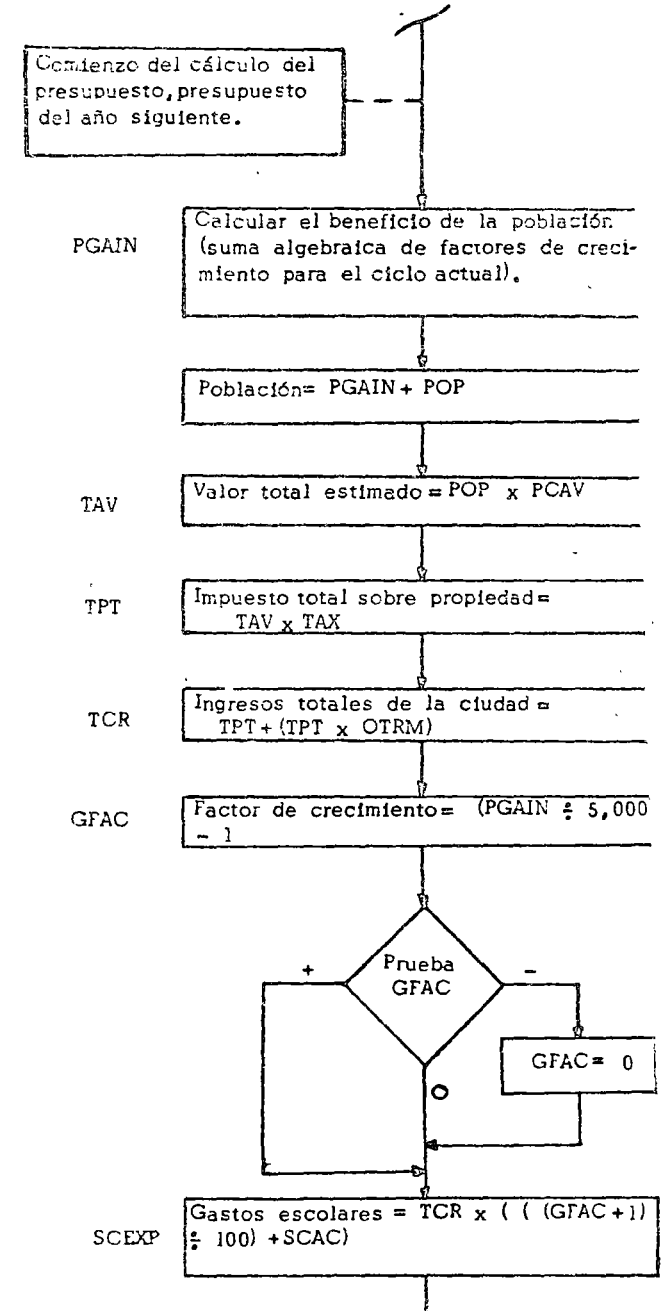 Comienzo del cálculo del
presupuesto, presupuesto
del año siguiente.
PGAIN
Calcular el beneficio de la población
(suma algebraica de factores de creci-
miento para el ciclo actual).
Población= PGAIN + POP
TAV
Valor total estimado = POP x PCAV
TPT
Impuesto total sobre propiedad=
TAV x TAX
TCR
Ingresos totales de la ciudad =
TPT + (TPT x OTRM)
GFAC
Factor de crecimiento= (PGAIN ÷ 5,000
- 1
Prueba
GFAC
+
-
GFAC= 0
0
SCEXP
Gastos escolares = TCR x ( ( (GFAC+1)
÷ 100) +SCAC)